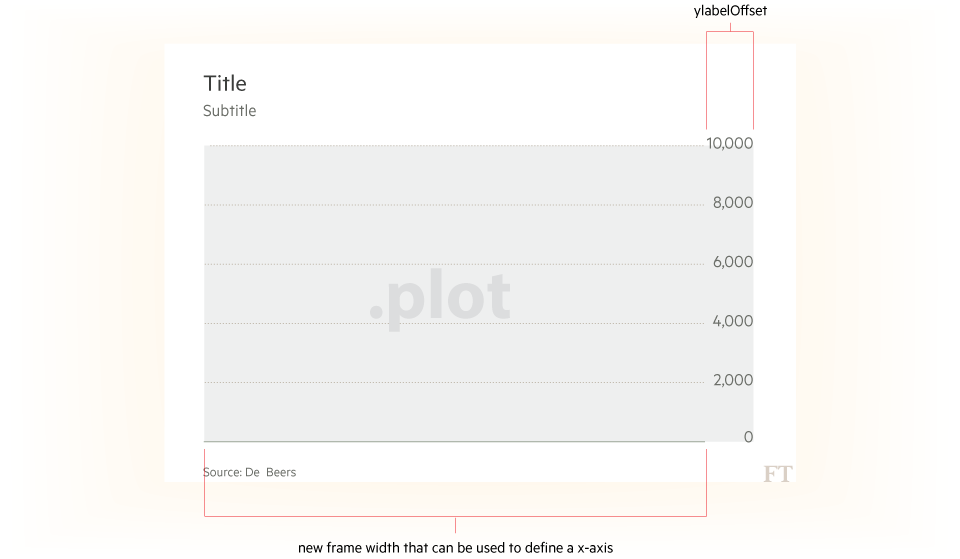 ylabelOffset
Title
Subtitle
10,000
8,000
6,000
.plot
4,000
2,000
0
Source: De  Beers
FT
new frame width that can be used to define a x-axis